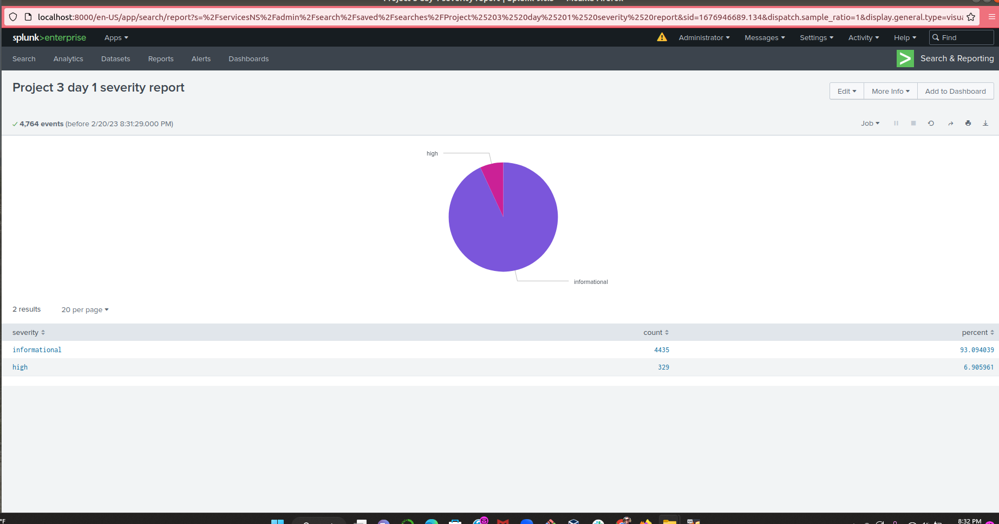 localhost:8000/en-US/app/search/report?s=%2FservicesNS%2Fadmin%2Fsearch%2Fsaved%2Fsearches%2FProject%25203%2520day%25201%2520severity%2520report&sid=1676946689.134&dispatch.sample_ratio=1&display.general.type=visua
splunk>enterprise Apps Administrator Messages Settings Activity Help Find
Search Analytics Datasets Reports Alerts Dashboards Search & Reporting
Project 3 day 1 severity report
Edit More Info Add to Dashboard
4,764 events (before 2/20/23 8:31:29.000 PM)
Job
high
informational
2 results 20 per page
severity count percent
informational 4435 93.094039
high 329 6.905961
8:32 PM